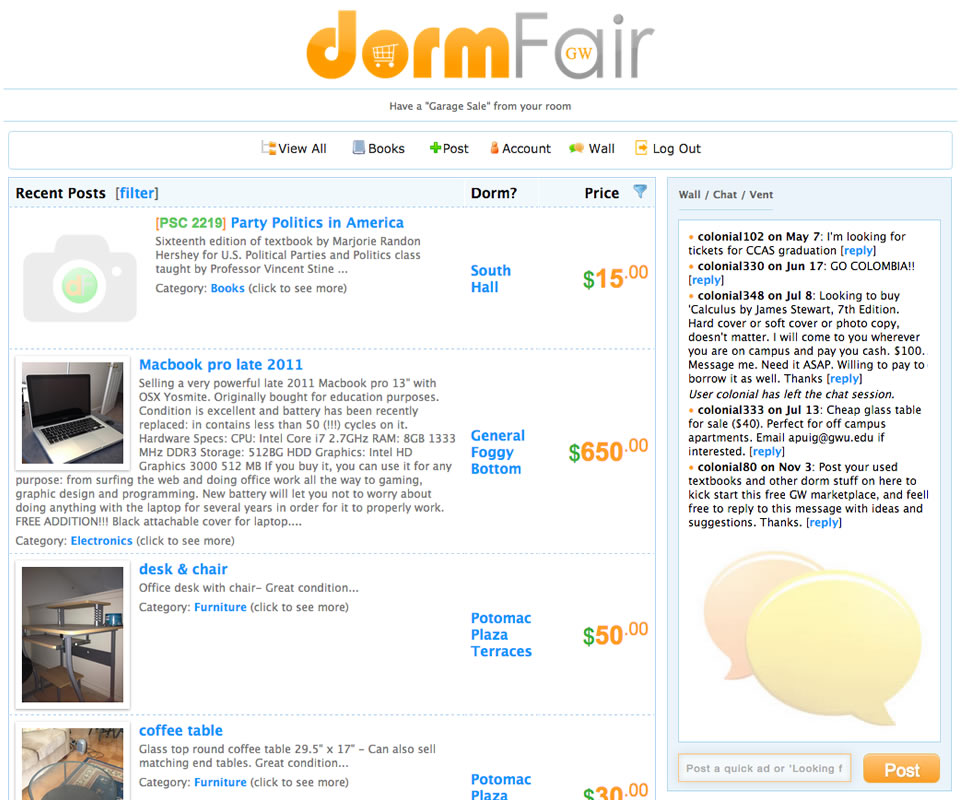 dormFair
GW
Have a "Garage Sale" from your room
View All Books Post Account Wall Log Out
Recent Posts [filter] Dorm? Price
[PSC 2219] Party Politics in America
Sixteenth edition of textbook by Marjorie Randon
Hershey for U.S. Political Parties and Politics class
taught by Professor Vincent Stine ...
Category: Books (click to see more)
dF
South
Hall
$15.00
Macbook pro late 2011
Selling a very powerful late 2011 Macbook pro 13" with
OSX Yosmite. Originally bought for education purposes.
Condition is excellent and battery has been recently
replaced: in contains less than 50 (!!!) cycles on it.
Hardware Specs: CPU: Intel Core i7 2.7GHz RAM: 8GB 1333
MHz DDR3 Storage: 512BG HDD Graphics: Intel HD
Graphics 3000 512 MB If you buy it, you can use it for any
purpose: from surfing the web and doing office work all the way to gaming,
graphic design and programming. New battery will let you not to worry about
doing anything with the laptop for several years in order for it to properly work.
FREE ADDITION!!! Black attachable cover for laptop....
Category: Electronics (click to see more)
General
Foggy
Bottom
$650.00
desk & chair
Office desk with chair- Great condition...
Category: Furniture (click to see more)
Potomac
Plaza
Terraces
$50.00
coffee table
Glass top round coffee table 29.5" x 17" - Can also sell
matching end tables. Great condition...
Category: Furniture (click to see more)
Potomac
Plaza
$30.00
Wall / Chat / Vent
• colonial102 on May 7: I'm looking for
tickets for CCAS graduation [reply]
• colonial330 on Jun 17: GO COLOMBIA!!
[reply]
• colonial348 on Jul 8: Looking to buy
'Calculus by James Stewart, 7th Edition.
Hard cover or soft cover or photo copy,
doesn't matter. I will come to you wherever
you are on campus and pay you cash. $100.
Message me. Need it ASAP. Willing to pay to
borrow it as well. Thanks [reply]
User colonial has left the chat session.
• colonial333 on Jul 13: Cheap glass table
for sale ($40). Perfect for off campus
apartments. Email apuig@gwu.edu if
interested. [reply]
• colonial80 on Nov 3: Post your used
textbooks and other dorm stuff on here to
kick start this free GW marketplace, and feel
free to reply to this message with ideas and
suggestions. Thanks. [reply]
Post a quick ad or 'Looking f
Post